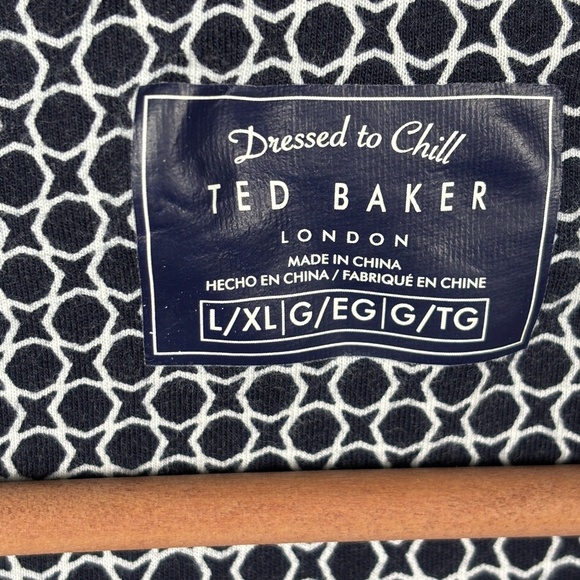 Dressed to Chill
TED BAKER
LONDON
MADE IN CHINA
HECHO EN CHINA / FABRIQUÉ EN CHINE
L/XL|G/EG|G/TG